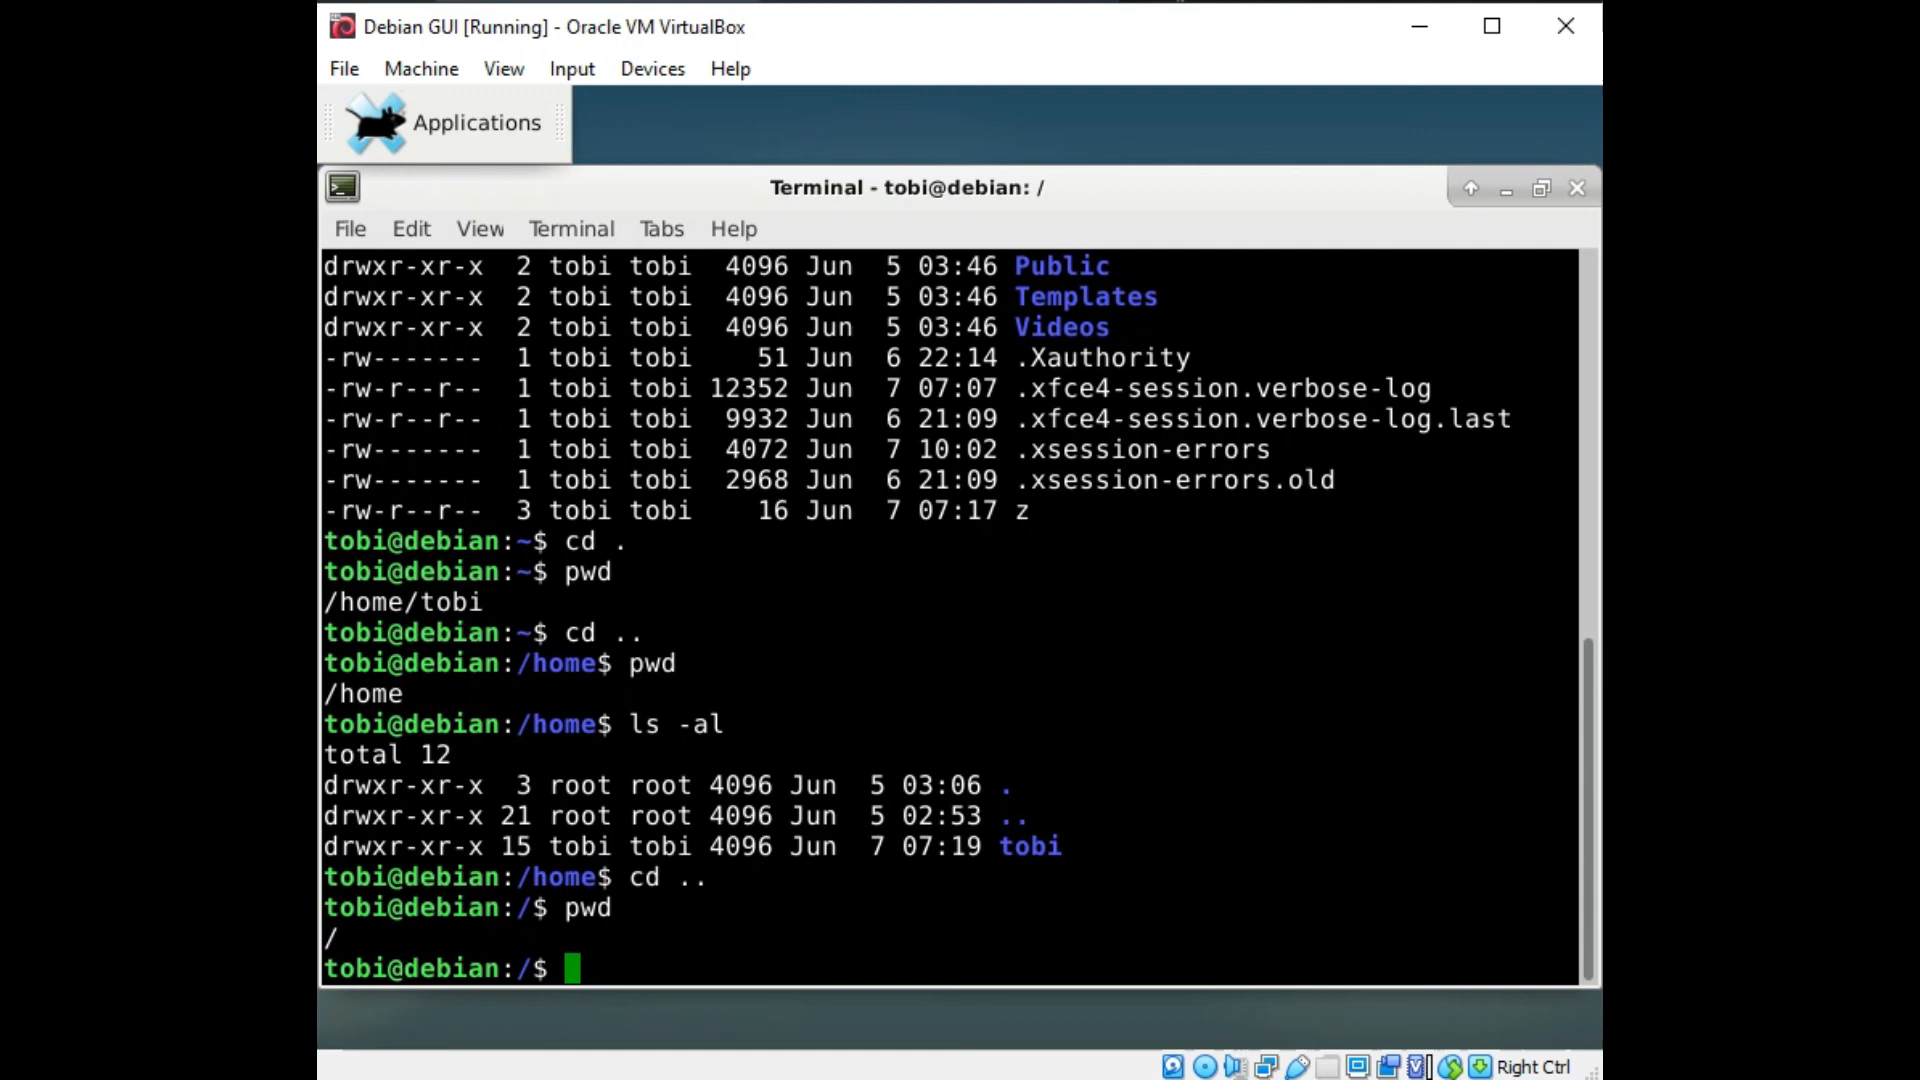 Debian GUI [Running] - Oracle VM VirtualBox
File Machine View Input Devices Help
Applications
Terminal - tobi@debian: /
File Edit View Terminal Tabs Help
drwxr-xr-x  2 tobi tobi  4096 Jun  5 03:46 Public
drwxr-xr-x  2 tobi tobi  4096 Jun  5 03:46 Templates
drwxr-xr-x  2 tobi tobi  4096 Jun  5 03:46 Videos
-rw-------  1 tobi tobi    51 Jun  6 22:14 .Xauthority
-rw-r--r--  1 tobi tobi 12352 Jun  7 07:07 .xfce4-session.verbose-log
-rw-r--r--  1 tobi tobi  9932 Jun  6 21:09 .xfce4-session.verbose-log.last
-rw-------  1 tobi tobi  4072 Jun  7 10:02 .xsession-errors
-rw-------  1 tobi tobi  2968 Jun  6 21:09 .xsession-errors.old
-rw-r--r--  3 tobi tobi    16 Jun  7 07:17 z
tobi@debian:~$ cd .
tobi@debian:~$ pwd
/home/tobi
tobi@debian:~$ cd ..
tobi@debian:/home$ pwd
/home
tobi@debian:/home$ ls -al
total 12
drwxr-xr-x  3 root root 4096 Jun  5 03:06 .
drwxr-xr-x 21 root root 4096 Jun  5 02:53 ..
drwxr-xr-x 15 tobi tobi 4096 Jun  7 07:19 tobi
tobi@debian:/home$ cd ..
tobi@debian:/$ pwd
/
tobi@debian:/$
Right Ctrl